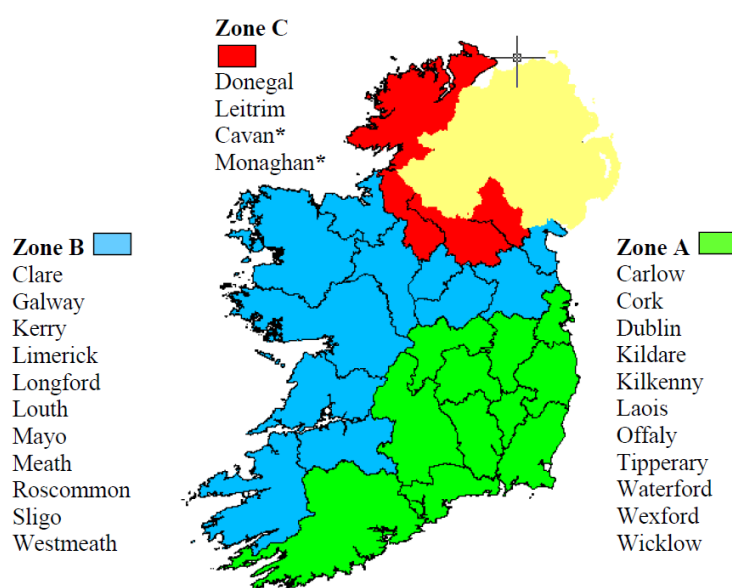 Zone C
Donegal
Leitrim
Cavan*
Monaghan*
Zone B
Clare
Galway
Kerry
Limerick
Longford
Louth
Mayo
Meath
Roscommon
Sligo
Westmeath
Zone A
Carlow
Cork
Dublin
Kildare
Kilkenny
Laois
Offaly
Tipperary
Waterford
Wexford
Wicklow